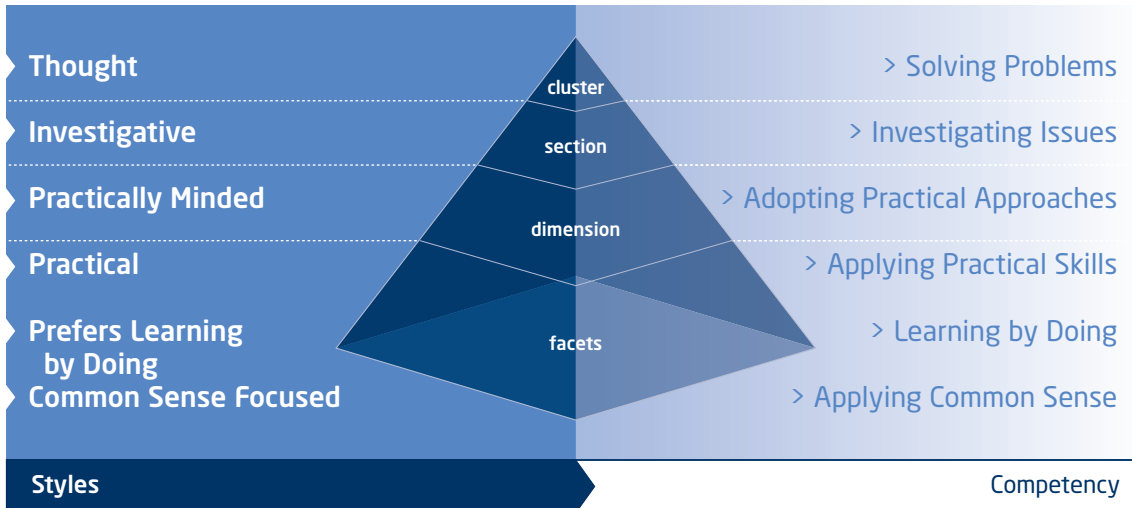 Thought
cluster
> Solving Problems
Investigative
section
> Investigating Issues
Practically Minded
dimension
> Adopting Practical Approaches
Practical
> Applying Practical Skills
Prefers Learning
by Doing
facets
> Learning by Doing
Common Sense Focused
> Applying Common Sense
Styles
Competency